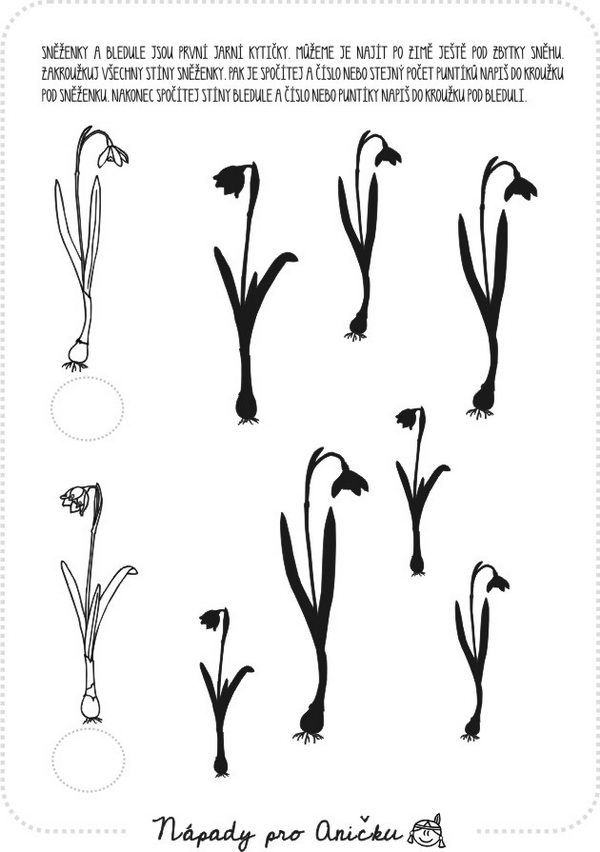 SNĚŽENKY A BLEDULE JSOU PRVNÍ JARNÍ KYTIČKY. MŮŽEME JE NAJÍT PO ZIMĚ JEŠTĚ POD ZBYTKY SNĚHU.
ZAKROUŽKUJ VŠECHNY STÍNY SNĚŽENKY. PAK JE SPOČÍTEJ A ČÍSLO NEBO STEJNÝ POČET PUNTÍKŮ NAPIŠ DO KROUŽKU
POD SNĚŽENKU. NAKONEC SPOČÍTEJ STÍNY BLEDULE A ČÍSLO NEBO PUNTÍKY NAPIŠ DO KROUŽKU POD BLEDULI.
Nápady pro Aničku